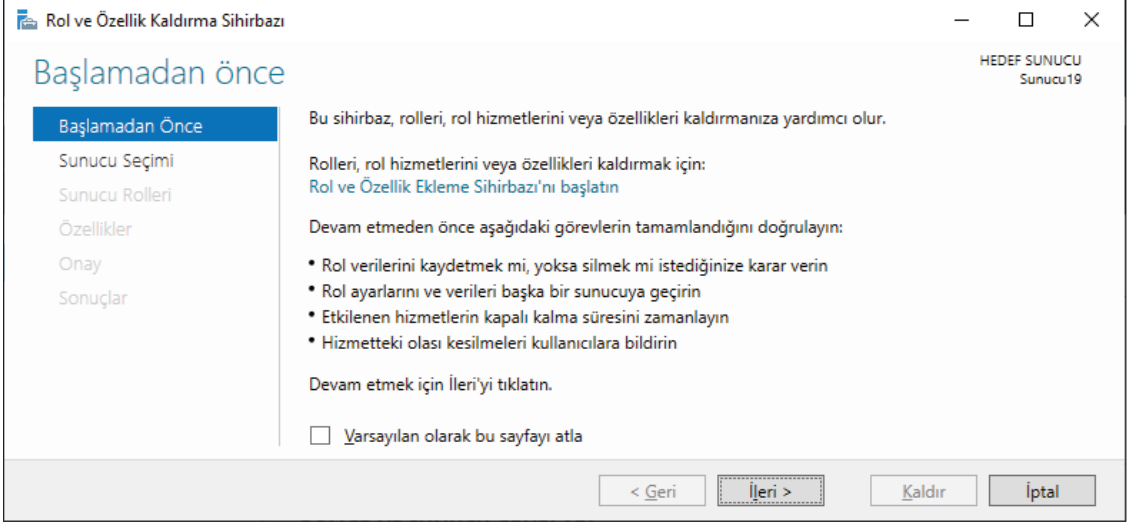 Rol ve Özellik Kaldırma Sihirbazı
Başlamadan önce
HEDEF SUNUCU
Sunucu19
Başlamadan Önce
Sunucu Seçimi
Sunucu Rolleri
Özellikler
Onay
Sonuçlar
Bu sihirbaz, rolleri, rol hizmetlerini veya özellikleri kaldırmanıza yardımcı olur.
Rolleri, rol hizmetlerini veya özellikleri kaldırmak için:
Rol ve Özellik Ekleme Sihirbazı'nı başlatın
Devam etmeden önce aşağıdaki görevlerin tamamlandığını doğrulayın:
• Rol verilerini kaydetmek mi, yoksa silmek mi istediğinize karar verin
• Rol ayarlarını ve verileri başka bir sunucuya geçirin
• Etkilenen hizmetlerin kapalı kalma süresini zamanlayın
• Hizmetteki olası kesilmeleri kullanıcılara bildirin
Devam etmek için İleri'yi tıklatın.
Varsayılan olarak bu sayfayı atla
< Geri
İleri >
Kaldır
İptal